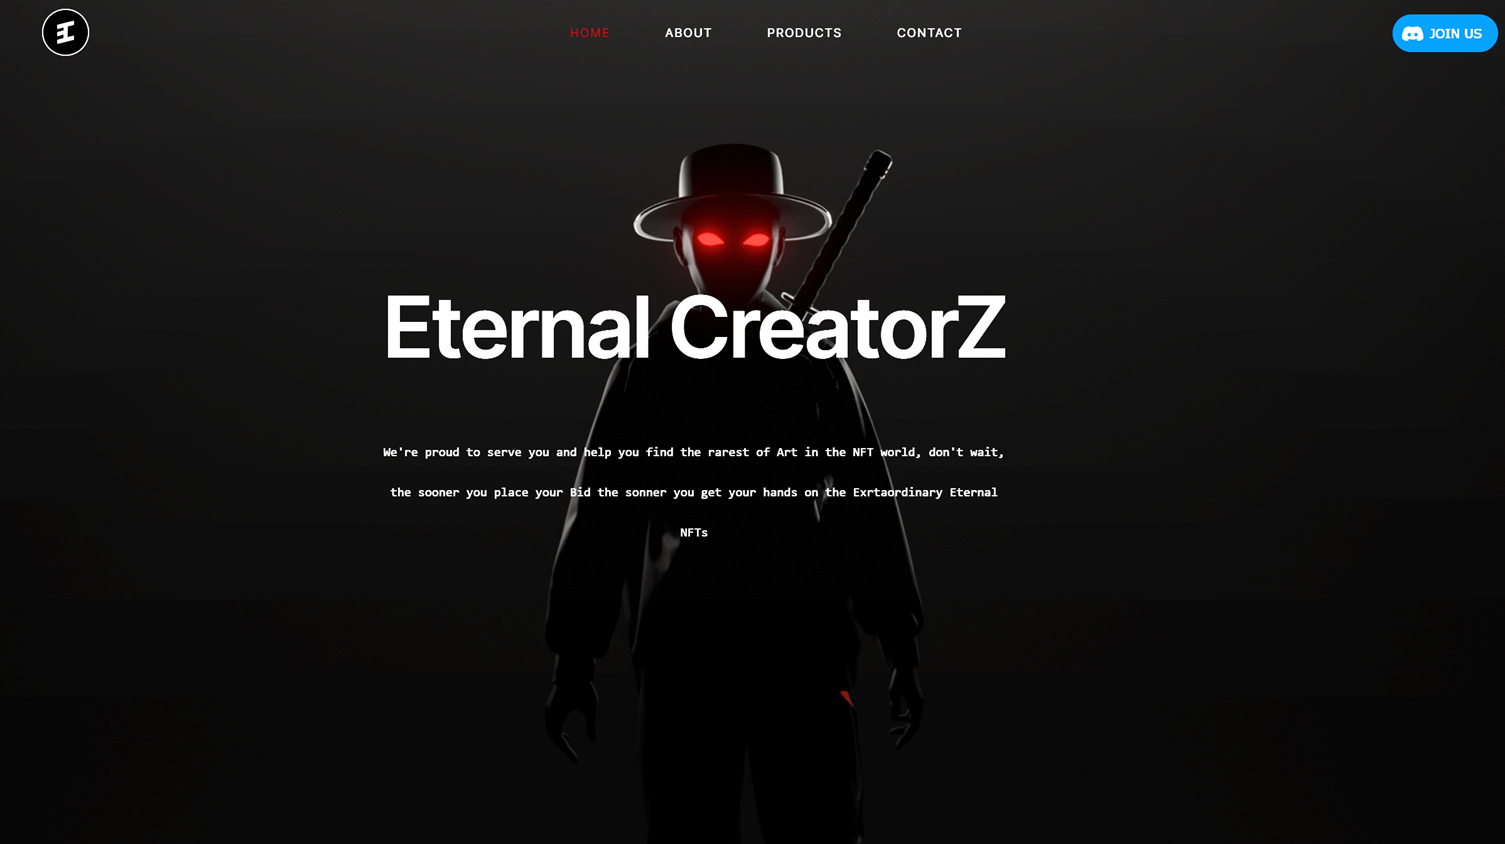 HOME
ABOUT
PRODUCTS
CONTACT
JOIN US
Eternal CreatorZ
We're proud to serve you and help you find the rarest of Art in the NFT world, don't wait,
the sooner you place your Bid the sonner you get your hands on the Exrtaordinary Eternal
NFTs